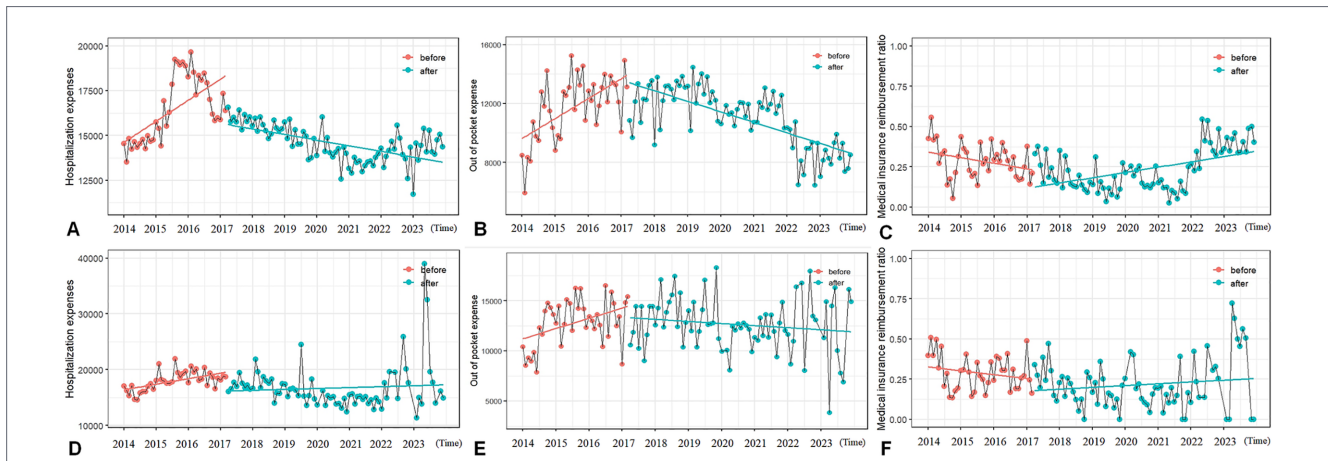 Hospitalization expenses
20000
17500
15000
12500
before
after
2014 2015 2016 2017 2018 2019 2020 2021 2022 2023 (Time)
A
Out of pocket expense
16000
12000
8000
before
after
2014 2015 2016 2017 2018 2019 2020 2021 2022 2023 (Time)
B
Medical insurance reimbursement ratio
1.00
0.75
0.50
0.25
0.00
before
after
2014 2015 2016 2017 2018 2019 2020 2021 2022 2023 (Time)
C
Hospitalization expenses
40000
30000
20000
10000
before
after
2014 2015 2016 2017 2018 2019 2020 2021 2022 2023 (Time)
D
Out of pocket expense
15000
10000
5000
before
after
2014 2015 2016 2017 2018 2019 2020 2021 2022 2023 (Time)
E
Medical insurance reimbursement ratio
1.00
0.75
0.50
0.25
0.00
before
after
2014 2015 2016 2017 2018 2019 2020 2021 2022 2023 (Time)
F